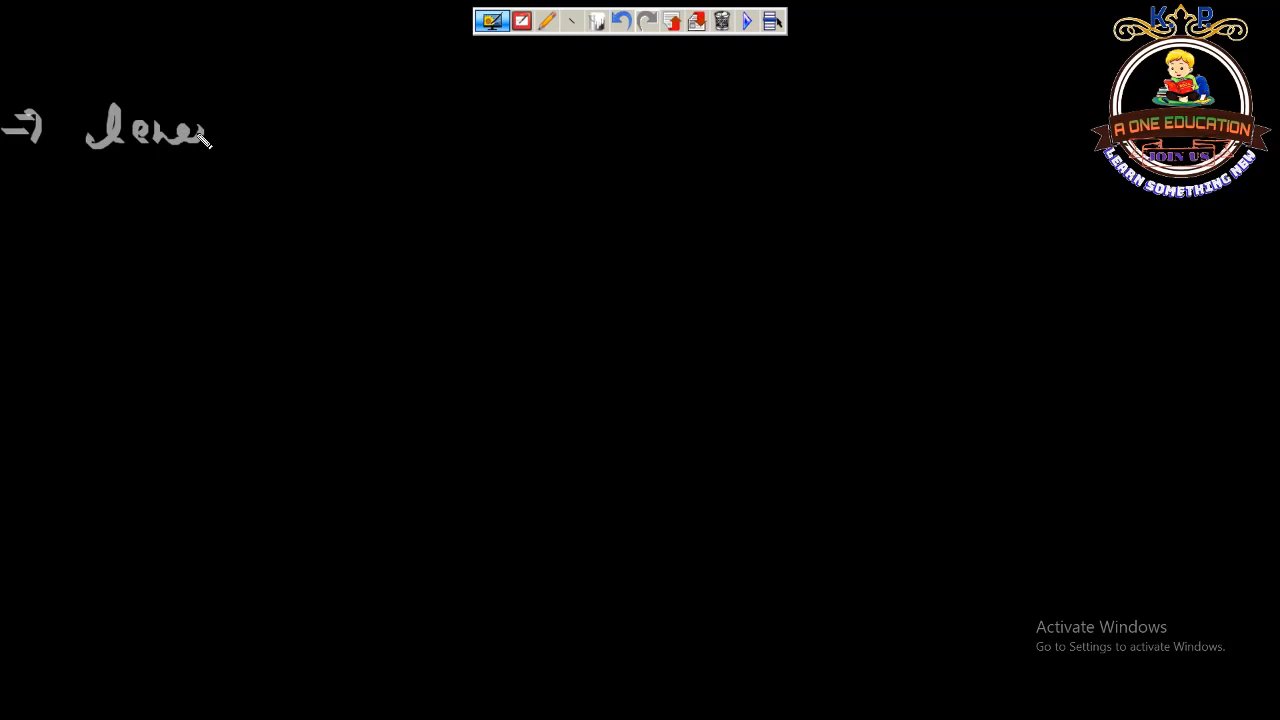 K P
A ONE EDUCATION
JOIN US
LEARN SOMETHING NEW
⇒
Activate Windows
Go to Settings to activate Windows.